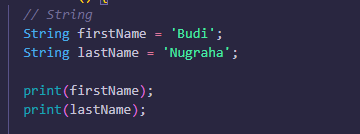 // String
String firstName = 'Budi';
String lastName = 'Nugraha';
print(firstName);
print(lastName);